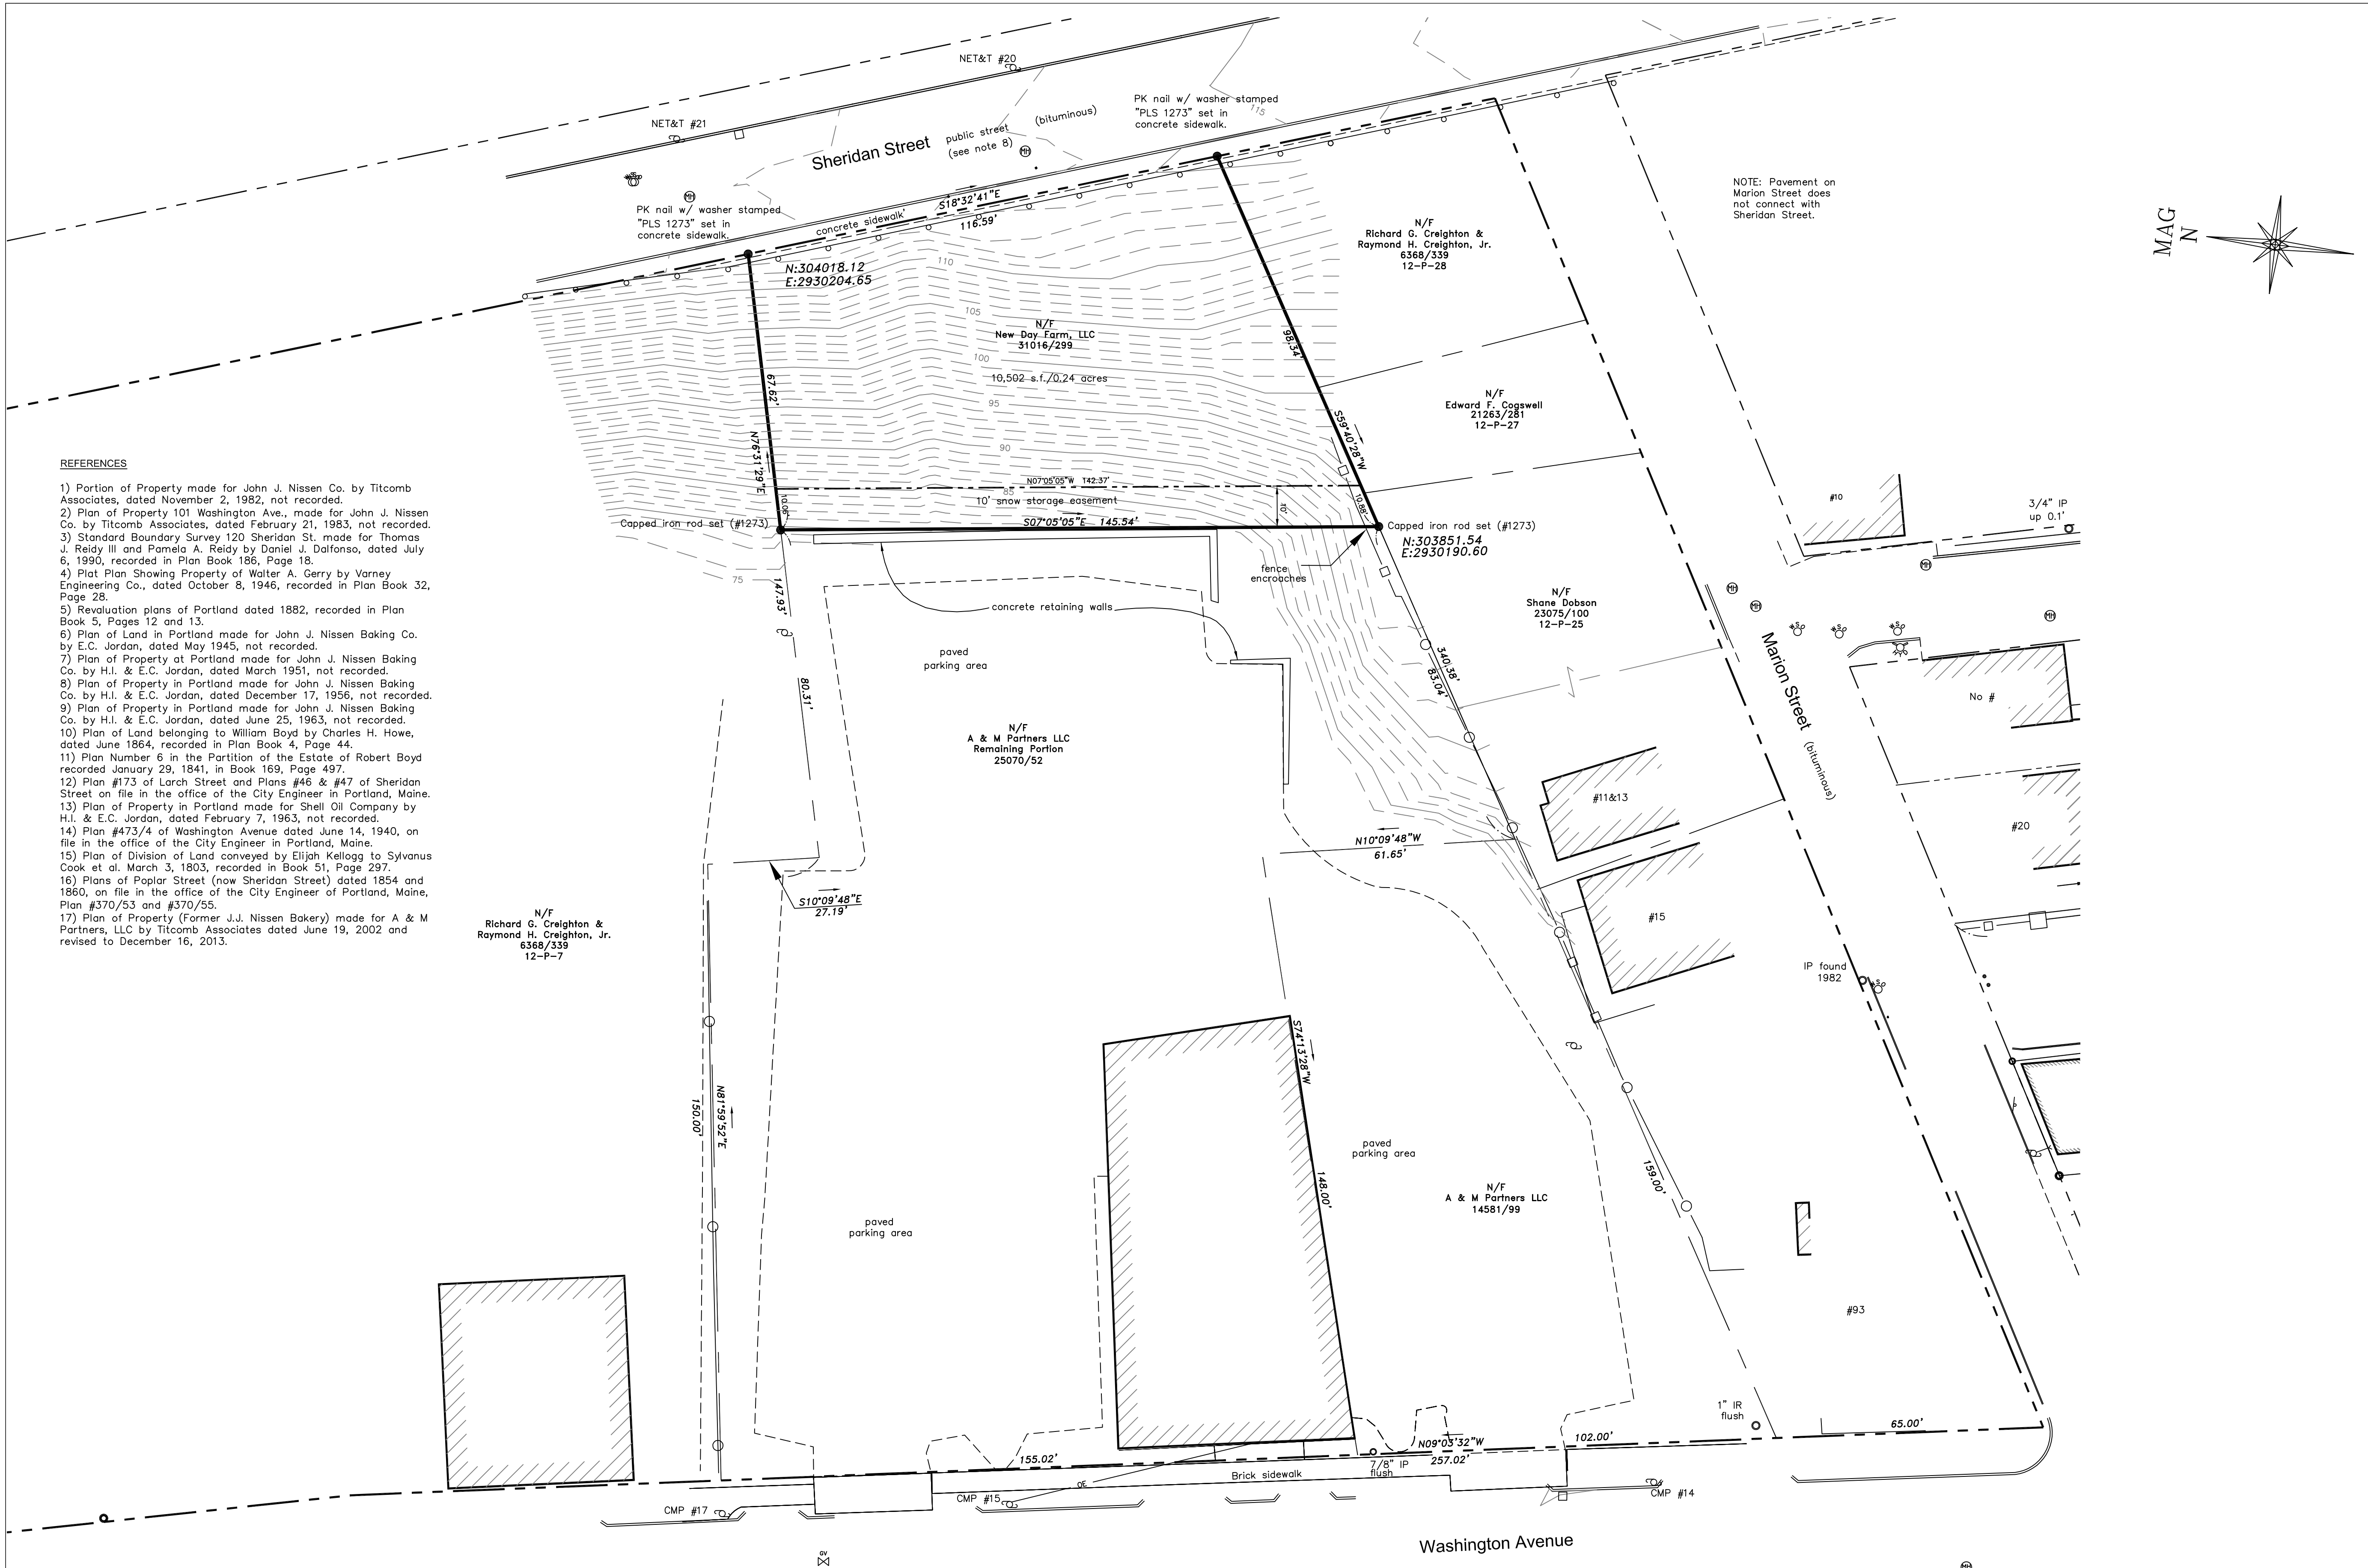 NET&T #20
NET&T #21
PK nail w/ washer stamped
"PLS 1273" set in
concrete sidewalk.
115
Sheridan Street
public street
(see note 8)
(bituminous)
MH
MH
PK nail w/ washer stamped
"PLS 1273" set in
concrete sidewalk.
concrete sidewalk'
S18°32'41"E
116.59'
NOTE: Pavement on
Marion Street does
not connect with
Sheridan Street.
MAG
N
N/F
Richard G. Creighton &
Raymond H. Creighton, Jr.
6368/339
12-P-28
N:304018.12
E:2930204.65
110
105
N/F
New Day Farm, LLC
31016/299
100
10,502 s.f./0.24 acres
95
90
85
98.34'
67.62'
N76°31'29"E
S59°40'28"W
N/F
Edward F. Cogswell
21263/281
12-P-27
N07°05'05"W 142.37'
10' snow storage easement
10'
10.06'
10.88'
S07°05'05"E 145.54'
Capped iron rod set (#1273)
Capped iron rod set (#1273)
N:303851.54
E:2930190.60
fence
encroaches
75
147.93'
concrete retaining walls
#10
3/4" IP
up 0.1'
MH
MH
MH
MH
REFERENCES
1) Portion of Property made for John J. Nissen Co. by Titcomb
Associates, dated November 2, 1982, not recorded.
2) Plan of Property 101 Washington Ave., made for John J. Nissen
Co. by Titcomb Associates, dated February 21, 1983, not recorded.
3) Standard Boundary Survey 120 Sheridan St. made for Thomas
J. Reidy III and Pamela A. Reidy by Daniel J. Dalfonso, dated July
6, 1990, recorded in Plan Book 186, Page 18.
4) Plat Plan Showing Property of Walter A. Gerry by Varney
Engineering Co., dated October 8, 1946, recorded in Plan Book 32,
Page 28.
5) Revaluation plans of Portland dated 1882, recorded in Plan
Book 5, Pages 12 and 13.
6) Plan of Land in Portland made for John J. Nissen Baking Co.
by E.C. Jordan, dated May 1945, not recorded.
7) Plan of Property at Portland made for John J. Nissen Baking
Co. by H.I. & E.C. Jordan, dated March 1951, not recorded.
8) Plan of Property in Portland made for John J. Nissen Baking
Co. by H.I. & E.C. Jordan, dated December 17, 1956, not recorded.
9) Plan of Property in Portland made for John J. Nissen Baking
Co. by H.I. & E.C. Jordan, dated June 25, 1963, not recorded.
10) Plan of Land belonging to William Boyd by Charles H. Howe,
dated June 1864, recorded in Plan Book 4, Page 44.
11) Plan Number 6 in the Partition of the Estate of Robert Boyd
recorded January 29, 1841, in Book 169, Page 497.
12) Plan #173 of Larch Street and Plans #46 & #47 of Sheridan
Street on file in the office of the City Engineer in Portland, Maine.
13) Plan of Property in Portland made for Shell Oil Company by
H.I. & E.C. Jordan, dated February 7, 1963, not recorded.
14) Plan #473/4 of Washington Avenue dated June 14, 1940, on
file in the office of the City Engineer in Portland, Maine.
15) Plan of Division of Land conveyed by Elijah Kellogg to Sylvanus
Cook et al. March 3, 1803, recorded in Book 51, Page 297.
16) Plans of Poplar Street (now Sheridan Street) dated 1854 and
1860, on file in the office of the City Engineer of Portland, Maine,
Plan #370/53 and #370/55.
17) Plan of Property (Former J.J. Nissen Bakery) made for A & M
Partners, LLC by Titcomb Associates dated June 19, 2002 and
revised to December 16, 2013.
N/F
Shane Dobson
23075/100
12-P-25
paved
parking area
80.31'
340.38'
83.04'
Marion Street
(bituminous)
No #
N/F
A & M Partners LLC
Remaining Portion
25070/52
#11&13
#20
N10°09'48"W
61.65'
S10°09'48"E
27.19'
N/F
Richard G. Creighton &
Raymond H. Creighton, Jr.
6368/339
12-P-7
#15
IP found
1982
S74°13'28"W
N81°59'52"E
150.00'
148.00'
paved
parking area
159.00'
N/F
A & M Partners LLC
14581/99
paved
parking area
#93
1" IR
flush
65.00'
102.00'
N09°03'32"W
257.02'
155.02'
7/8" IP
flush
Brick sidewalk
OE
CMP #17
CMP #15
CMP #14
Washington Avenue
GV
MH